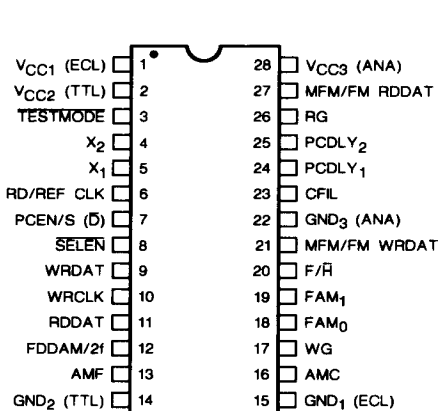 VCC1 (ECL) 1 28 VCC3 (ANA)
VCC2 (TTL) 2 27 MFM/FM RDDAT
T̅E̅S̅T̅M̅O̅D̅E̅ 3 26 RG
X2 4 25 PCDLY2
X1 5 24 PCDLY1
RD/REF CLK 6 23 CFIL
PCEN/S (D̅) 7 22 GND3 (ANA)
S̅E̅L̅E̅N̅ 8 21 MFM/FM WRDAT
WRDAT 9 20 F/H̅
WRCLK 10 19 FAM1
RDDAT 11 18 FAM0
FDDAM/2f 12 17 WG
AMF 13 16 AMC
GND2 (TTL) 14 15 GND1 (ECL)